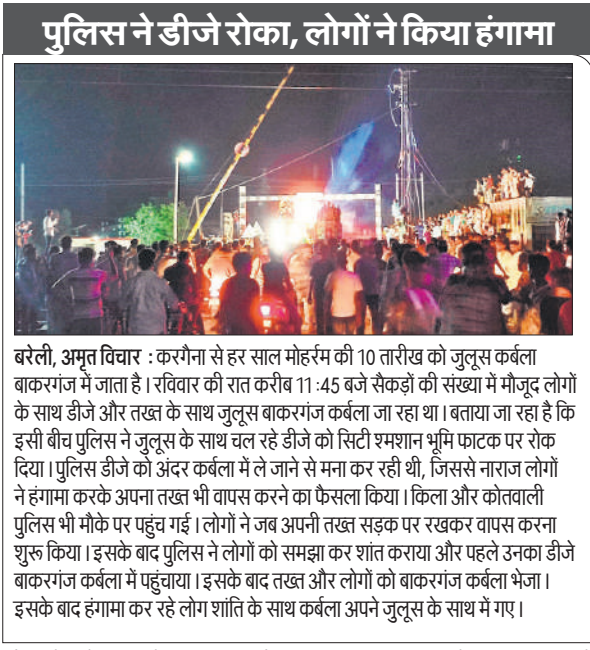 पुलिस ने डीजे रोका, लोगों ने किया हंगामा
बरेली, अमृत विचार : करगैना से हर साल मोहर्रम की 10 तारीख को जुलूस कर्बला
बाकरगंज में जाता है। रविवार की रात करीब 11:45 बजे सैकड़ों की संख्या में मौजूद लोगों
के साथ डीजे और तख्त के साथ जुलूस बाकरगंज कर्बला जा रहा था। बताया जा रहा है कि
इसी बीच पुलिस ने जुलूस के साथ चल रहे डीजे को सिटी श्मशान भूमि फाटक पर रोक
दिया। पुलिस डीजे को अंदर कर्बला में ले जाने से मना कर रही थी, जिससे नाराज लोगों
ने हंगामा करके अपना तख्त भी वापस करने का फैसला किया। किला और कोतवाली
पुलिस भी मौके पर पहुंच गई। लोगों ने जब अपनी तख्त सड़क पर रखकर वापस करना
शुरू किया। इसके बाद पुलिस ने लोगों को समझा कर शांत कराया और पहले उनका डीजे
बाकरगंज कर्बला में पहुंचाया। इसके बाद तख्त और लोगों को बाकरगंज कर्बला भेजा।
इसके बाद हंगामा कर रहे लोग शांति के साथ कर्बला अपने जुलूस के साथ में गए।